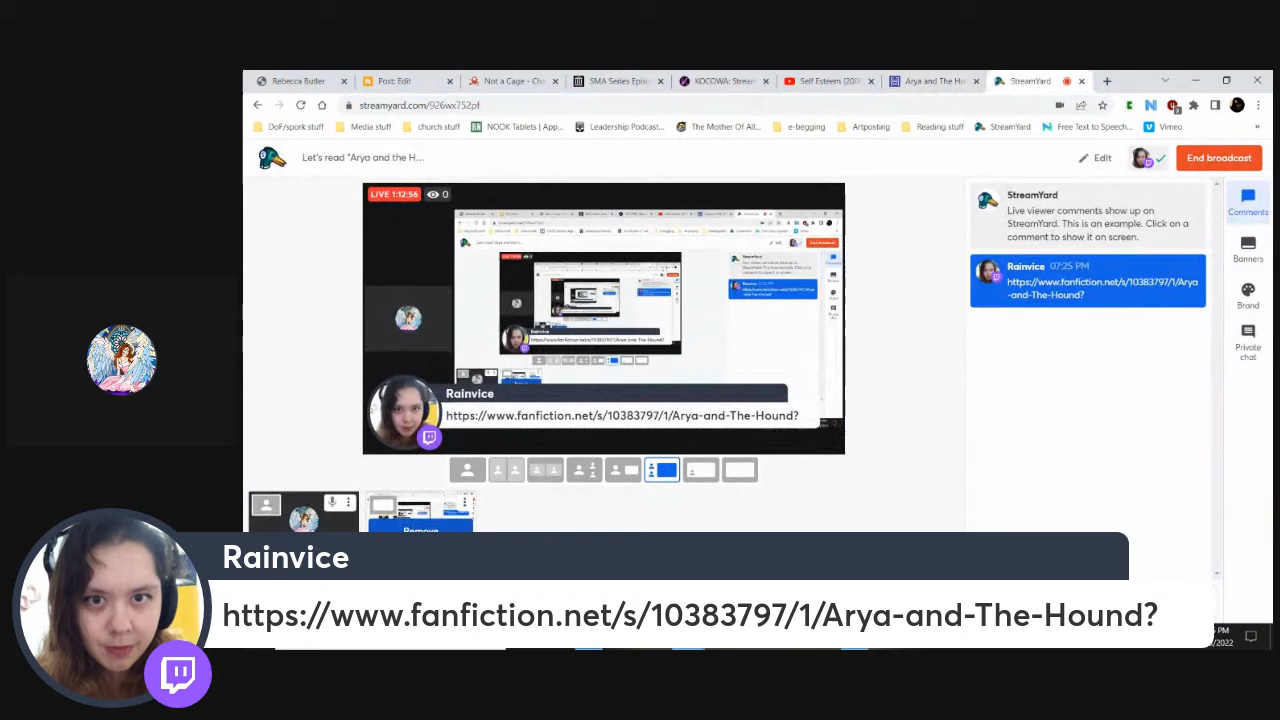 Rebecca Butler
Post: Edit
Not a Cage - Cha
SMA Series Epis
KOCOWA: Stream
Self Esteem (200
Arya and The Ho
StreamYard
streamyard.com/926wx752pf
DoF/spork stuff
Media stuff
church stuff
NOOK Tablets | App...
Leadership Podcast...
The Mother Of All...
e-begging
Artposting
Reading stuff
StreamYard
Free Text to Speech...
Vimeo
»
Let's read "Arya and the H...
Edit
End broadcast
LIVE 1:12:56
0
StreamYard
Live viewer comments show up on
StreamYard. This is an example. Click on a
comment to show it on screen.
Rainvice 07:25 PM
https://www.fanfiction.net/s/10383797/1/Arya
-and-The-Hound?
Comments
Banners
Brand
Private
chat
Rainvice
https://www.fanfiction.net/s/10383797/1/Arya-and-The-Hound?
Remove
Rainvice
https://www.fanfiction.net/s/10383797/1/Arya-and-The-Hound?
PM
/2022